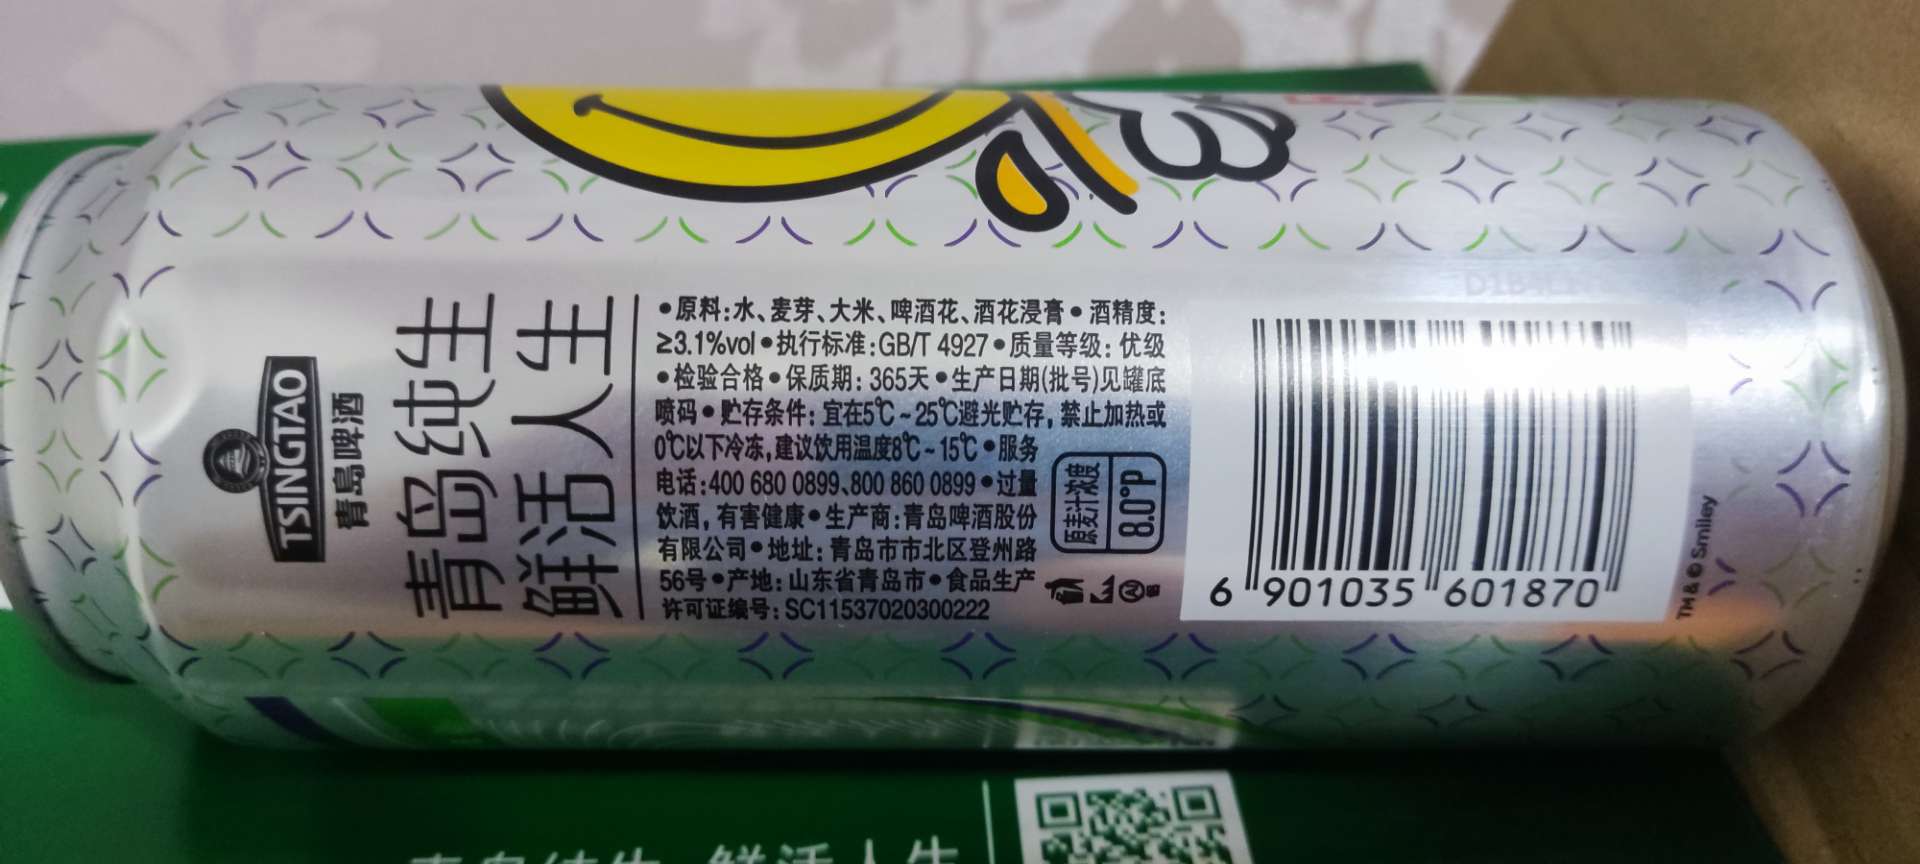 TSINGTAO
青島啤酒
青岛纯生
鲜活人生
•原料:水、麦芽、大米、啤酒花、酒花浸膏•酒精度:
≥3.1%vol•执行标准:GB/T 4927•质量等级:优级
•检验合格•保质期:365天•生产日期(批号)见罐底
喷码•贮存条件:宜在5℃~25℃避光贮存,禁止加热或
0℃以下冷冻,建议饮用温度8℃~15℃•服务
电话:400 680 0899、800 860 0899•过量
饮酒,有害健康•生产商:青岛啤酒股份
有限公司•地址:青岛市市北区登州路
56号•产地:山东省青岛市•食品生产
许可证编号:SC11537020300222
原麦汁浓度
8.0°P
6 901035 601870
TM & © Smiley
青岛纯生 鲜活人生